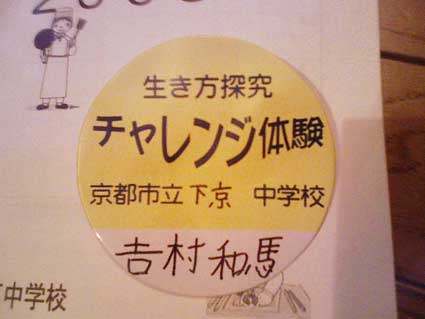 生き方探究
チャレンジ体験
京都市立下京 中学校
吉村和馬
中学校